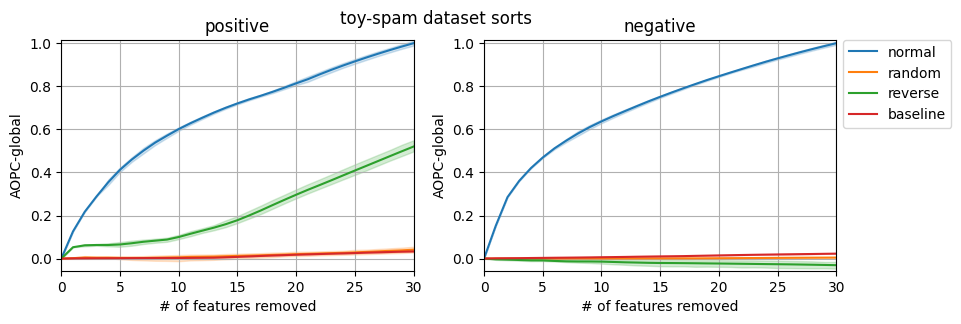 toy-spam dataset sorts
positive
1.0
0.8
0.6
0.4
0.2
0.0
AOPC-global
0 5 10 15 20 25 30
# of features removed
negative
1.0
0.8
0.6
0.4
0.2
0.0
AOPC-global
0 5 10 15 20 25 30
# of features removed
normal
random
reverse
baseline